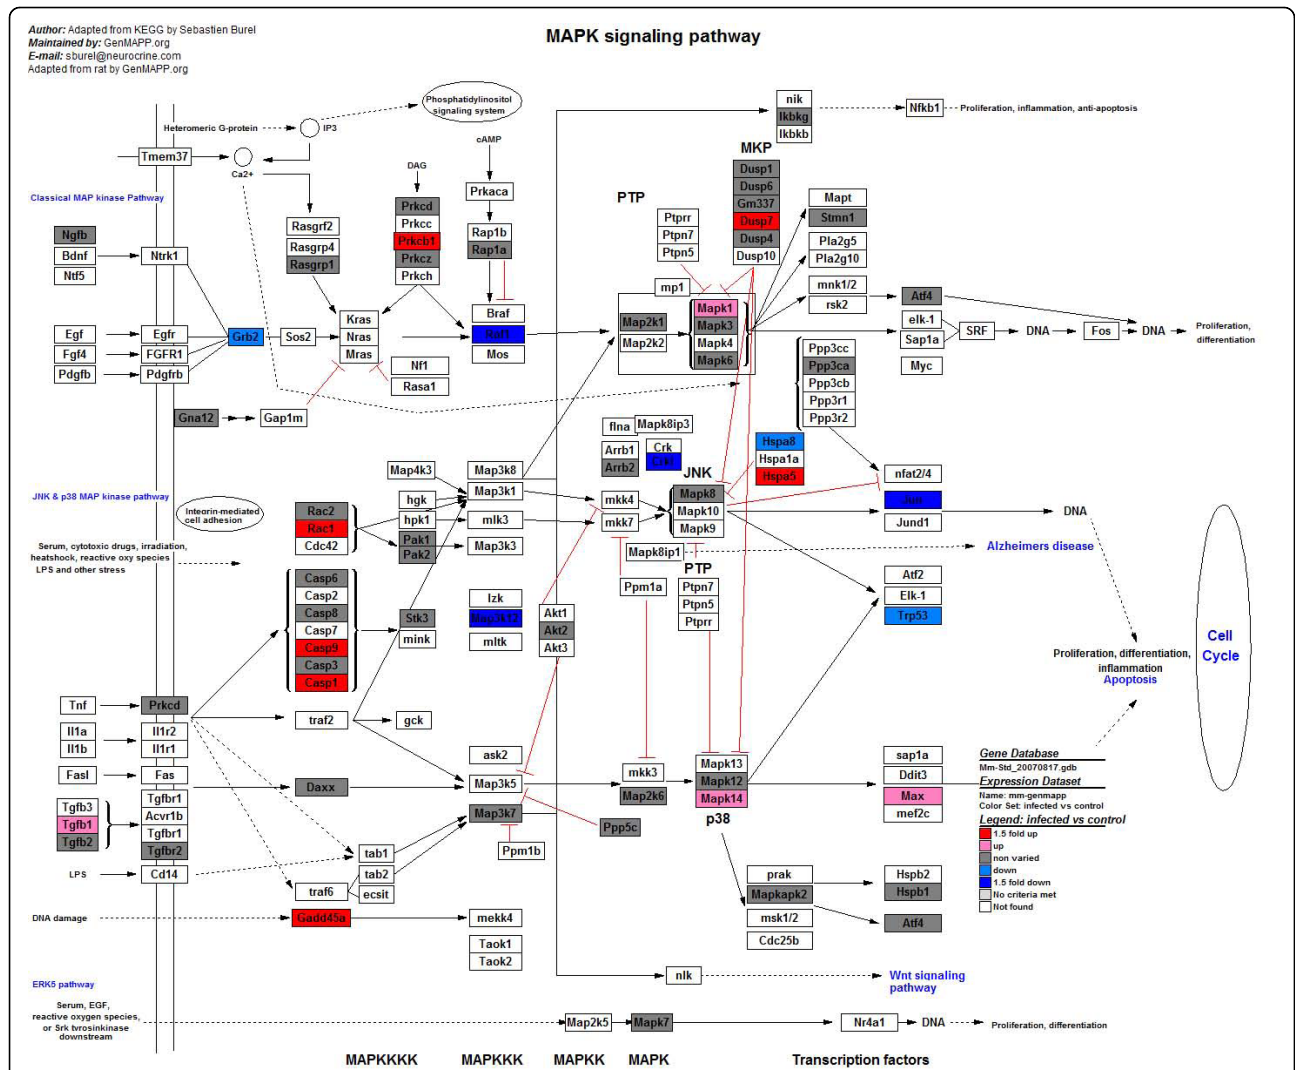 Author: Adapted from KEGG by Sebastien Burel
Maintained by: GenMAPP.org
E-mail: sburel@neurocrine.com
Adapted from rat by GenMAPP.org
MAPK signaling pathway
Phosphatidylinositol
signaling system
Heteromeric G-protein
IP3
Tmem37
Ca2+
DAG
cAMP
nik
Ikbkg
Ikbkb
Nfkb1
Proliferation, inflammation, anti-apoptosis
MKP
PTP
Classical MAP kinase Pathway
Ngfb
Bdnf
Ntf5
Ntrk1
Rasgrf2
Rasgrp4
Rasgrp1
Prkcd
Prkcc
Prkcb1
Prkcz
Prkch
Prkaca
Rap1b
Rap1a
Ptprr
Ptpn7
Ptpn5
Dusp1
Dusp6
Gm337
Dusp7
Dusp4
Dusp10
Mapt
Stmn1
Pla2g5
Pla2g10
mnk1/2
rsk2
Atf4
Egf
Fgf4
Pdgfb
Egfr
FGFR1
Pdgfrb
Grb2
Sos2
Kras
Nras
Mras
Braf
Raf1
Mos
Nf1
Rasa1
mp1
Map2k1
Map2k2
Mapk1
Mapk3
Mapk4
Mapk6
elk-1
Sap1a
Myc
SRF
DNA
Fos
DNA
Proliferation,
differentiation
Gna12
Gap1m
Ppp3cc
Ppp3ca
Ppp3cb
Ppp3r1
Ppp3r2
flna
Mapk8ip3
Arrb1
Arrb2
Crk
Crkl
Hspa8
Hspa1a
Hspa5
nfat2/4
Jun
Jund1
DNA
JNK & p38 MAP kinase pathway
Inteorin-mediated
cell adhesion
Map4k3
hgk
hpk1
Map3k8
Map3k1
mlk3
Map3k3
mkk4
mkk7
JNK
Mapk8
Mapk10
Mapk9
Mapk8ip1
Alzheimers disease
Rac2
Rac1
Cdc42
Pak1
Pak2
Serum, cytotoxic drugs, irradiation,
heatshook, reactive oxy species
LPS and other stress
Casp6
Casp2
Casp8
Casp7
Casp9
Casp3
Casp1
Stk3
mink
lzk
Map3k12
mltk
Akt1
Akt2
Akt3
Ppm1a
PTP
Ptpn7
Ptpn5
Ptprr
Atf2
Elk-1
Trp53
Proliferation, differentiation,
inflammation
Apoptosis
Cell
Cycle
Tnf
Prkcd
Il1a
Il1b
Il1r2
Il1r1
Fasl
Fas
traf2
gck
ask2
Map3k5
Daxx
mkk3
Map2k6
Mapk13
Mapk12
Mapk14
p38
sap1a
Ddit3
Max
mef2c
Tgfb3
Tgfb1
Tgfb2
Tgfbr1
Acvr1b
Tgfbr1
Tgfbr2
Map3k7
Ppp5c
Ppm1b
LPS
Cd14
tab1
tab2
ecsit
traf6
DNA damage
Gadd45a
mekk4
Taok1
Taok2
prak
Mapkapk2
msk1/2
Cdc25b
Hspb2
Hspb1
Atf4
Gene Database
Mm-Std_20070817.gdb
Expression Dataset
Name: mm-genmapp
Color Set: infected vs control
Legend: infected vs control
1.5 fold up
up
non varied
down
1.5 fold down
No criteria met
Not found
nlk
Wnt signaling
pathway
ERK5 pathway
Serum, EGF,
reactive oxygen species,
or Srk tvrosinkinase
downstream
Map2k5
Mapk7
Nr4a1
DNA
Proliferation, differentiation
MAPKKKK
MAPKKK
MAPKK
MAPK
Transcription factors